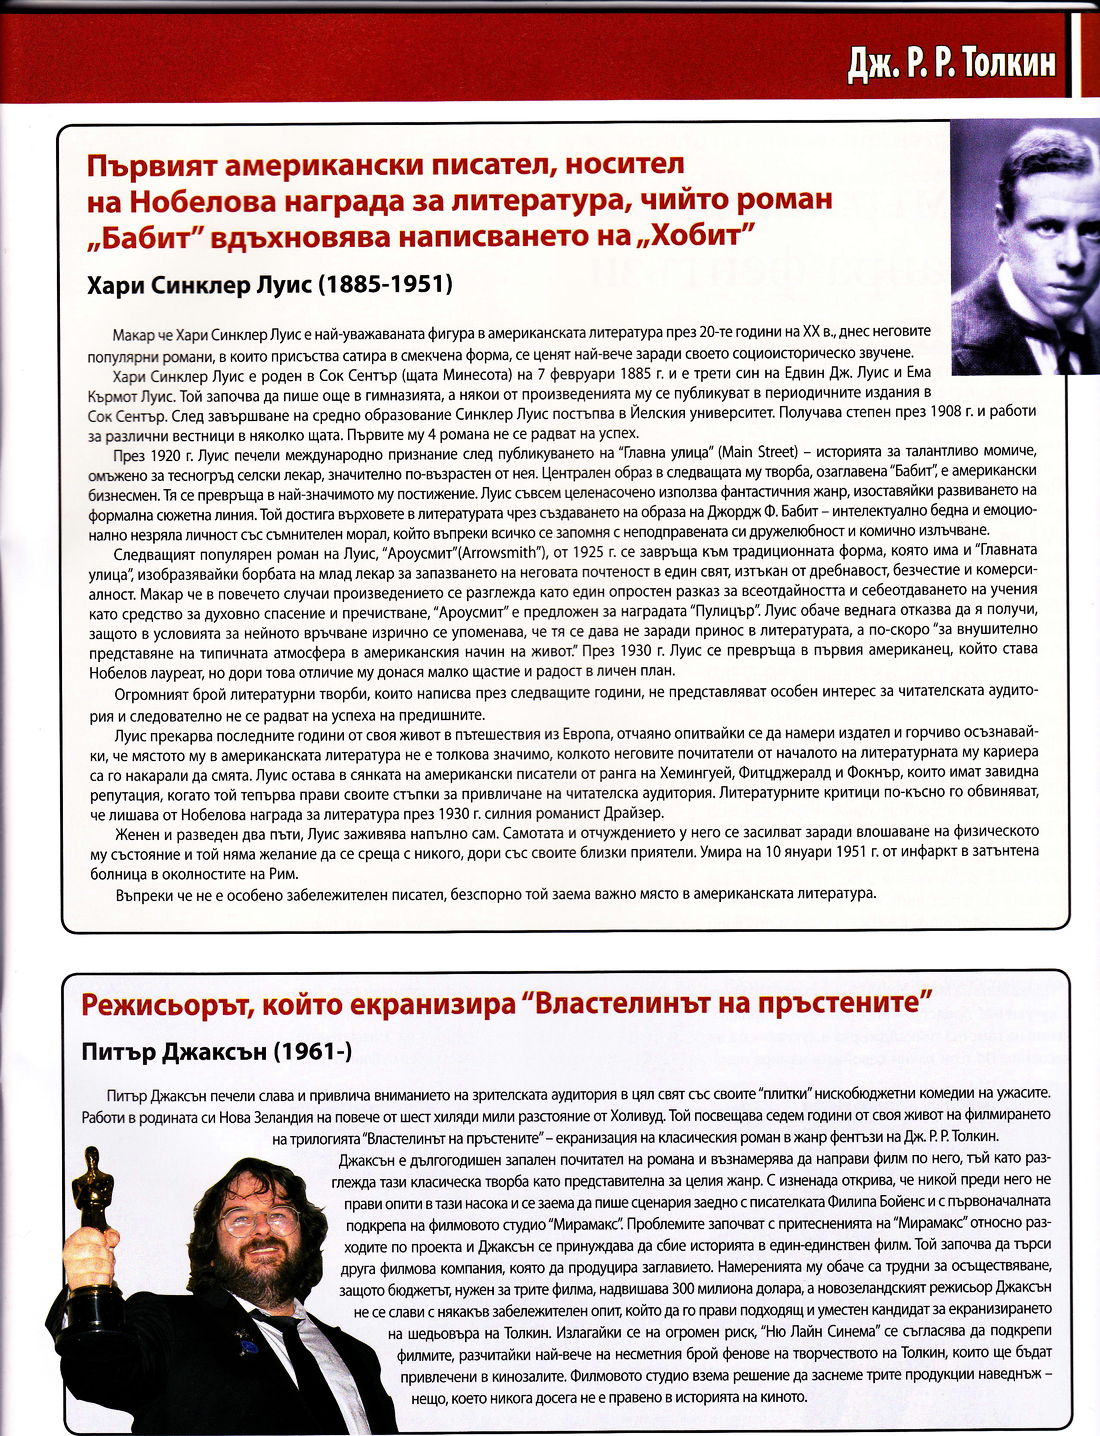 Дж. Р. Р. Толкин
Първият американски писател, носител
на Нобелова награда за литература, чийто роман
„Бабит” вдъхновява написването на „Хобит”
Хари Синклер Луис (1885-1951)
Макар че Хари Синклер Луис е най-уважаваната фигура в американската литература през 20-те години на XX в., днес неговите
популярни романи, в които присъства сатира в смекчена форма, се ценят най-вече заради своето социоисторическо звучене.
Хари Синклер Луис е роден в Сок Сентър (щата Минесота) на 7 февруари 1885 г. и е трети син на Едвин Дж. Луис и Ема
Кърмот Луис. Той започва да пише още в гимназията, а някои от произведенията му се публикуват в периодичните издания в
Сок Сентър. След завършване на средно образование Синклер Луис постъпва в Йелския университет. Получава степен през 1908 г. и работи
за различни вестници в няколко щата. Първите му 4 романа не се радват на успех.
През 1920 г. Луис печели международно признание след публикуването на “Главна улица” (Main Street) – историята за талантливо момиче,
омъжено за тесногръд селски лекар, значително по-възрастен от нея. Централен образ в следващата му творба, озаглавена “Бабит”, е американски
бизнесмен. Тя се превръща в най-значимото му постижение. Луис съвсем целенасочено използва фантастичния жанр, изоставяйки развиването на
формална сюжетна линия. Той достига върховете в литературата чрез създаването на образа на Джордж Ф. Бабит – интелектуално бедна и емоцио-
нално незряла личност със съмнителен морал, който въпреки всичко се запомня с неподправената си дружелюбност и комично излъчване.
Следващият популярен роман на Луис, “Ароусмит”(Arrowsmith”), от 1925 г. се завръща към традиционната форма, която има и “Главната
улица”, изобразявайки борбата на млад лекар за запазването на неговата почтеност в един свят, изтъкан от дребнавост, безчестие и комерси-
алност. Макар че в повечето случаи произведението се разглежда като един опростен разказ за всеотдайността и себеотдаването на учения
като средство за духовно спасение и пречистване, “Ароусмит” е предложен за наградата “Пулицър”. Луис обаче веднага отказва да я получи,
защото в условията за нейното връчване изрично се упоменава, че тя се дава не заради принос в литературата, а по-скоро “за внушително
представяне на типичната атмосфера в американския начин на живот.” През 1930 г. Луис се превръща в първия американец, който става
Нобелов лауреат, но дори това отличие му донася малко щастие и радост в личен план.
Огромният брой литературни творби, които написва през следващите години, не представляват особен интерес за читателската аудито-
рия и следователно не се радват на успеха на предишните.
Луис прекарва последните години от своя живот в пътешествия из Европа, отчаяно опитвайки се да намери издател и горчиво осъзнавай-
ки, че мястото му в американската литература не е толкова значимо, колкото неговите почитатели от началото на литературната му кариера
са го накарали да смята. Луис остава в сянката на американски писатели от ранга на Хемингуей, Фитцджералд и Фокнър, които имат завидна
репутация, когато той тепърва прави своите стъпки за привличане на читателска аудитория. Литературните критици по-късно го обвиняват,
че лишава от Нобелова награда за литература през 1930 г. силния романист Драйзер.
Женен и разведен два пъти, Луис заживява напълно сам. Самотата и отчуждението у него се засилват заради влошаване на физическото
му състояние и той няма желание да се среща с никого, дори със своите близки приятели. Умира на 10 януари 1951 г. от инфаркт в затънтена
болница в околностите на Рим.
Въпреки че не е особено забележителен писател, безспорно той заема важно място в американската литература.
Режисьорът, който екранизира “Властелинът на пръстените”
Питър Джаксън (1961-)
Питър Джаксън печели слава и привлича вниманието на зрителската аудитория в цял свят със своите “плитки” нискобюджетни комедии на ужасите.
Работи в родината си Нова Зеландия на повече от шест хиляди мили разстояние от Холивуд. Той посвещава седем години от своя живот на филмирането
на трилогията “Властелинът на пръстените” – екранизация на класическия роман в жанр фентъзи на Дж. Р. Р. Толкин.
Джаксън е дългогодишен запален почитател на романа и възнамерява да направи филм по него, тъй като раз-
глежда тази класическа творба като представителна за целия жанр. С изненада открива, че никой преди него не
прави опити в тази насока и се заема да пише сценария заедно с писателката Филипа Бойенс и с първоначалната
подкрепа на филмовото студио “Мирамакс”. Проблемите започват с притесненията на “Мирамакс” относно раз-
ходите по проекта и Джаксън се принуждава да сбие историята в един-единствен филм. Той започва да търси
друга филмова компания, която да продуцира заглавието. Намеренията му обаче са трудни за осъществяване,
защото бюджетът, нужен за трите филма, надвишава 300 милиона долара, а новозеландският режисьор Джаксън
не се слави с някакъв забележителен опит, който да го прави подходящ и уместен кандидат за екранизирането
на шедьовъра на Толкин. Излагайки се на огромен риск, “Ню Лайн Синема” се съгласява да подкрепи
филмите, разчитайки най-вече на несметния брой фенове на творчеството на Толкин, които ще бъдат
привлечени в кинозалите. Филмовото студио взема решение да заснеме трите продукции наведнъж –
нещо, което никога досега не е правено в историята на киното.